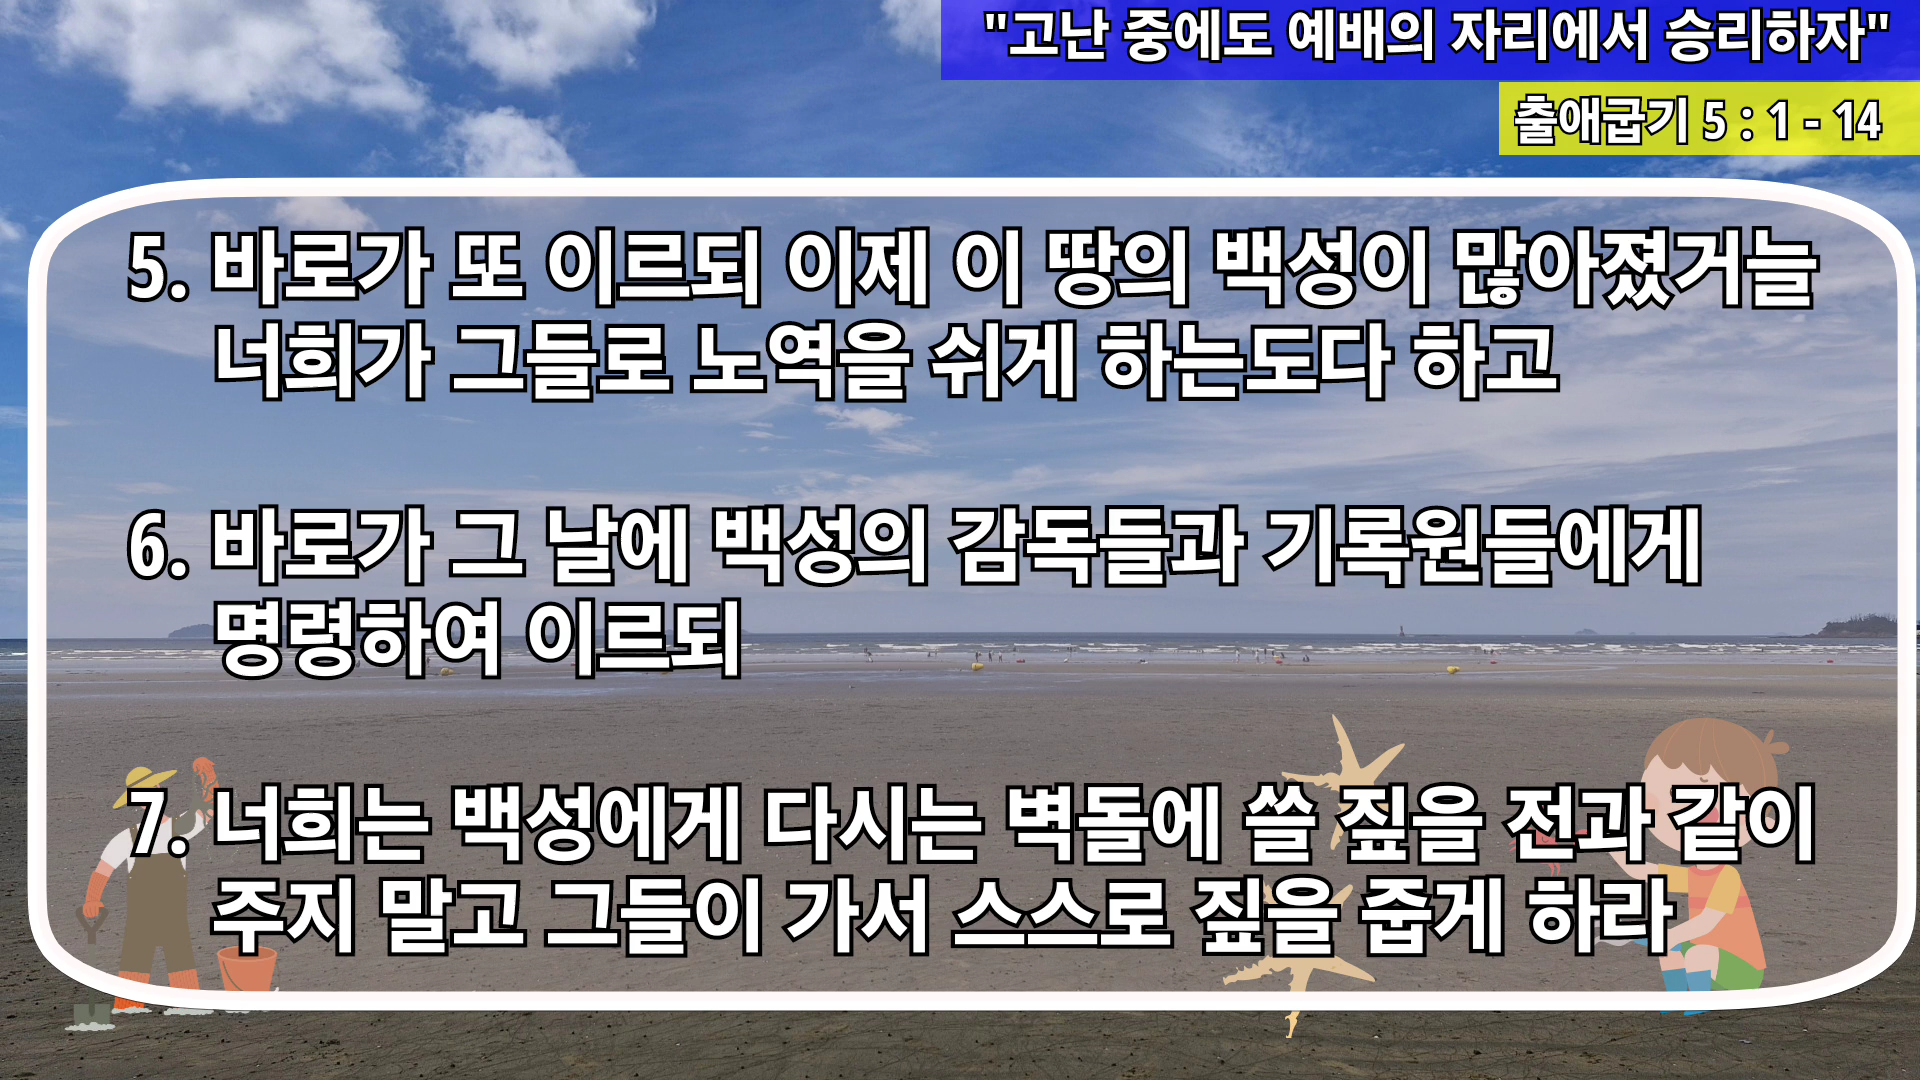 "고난 중에도 예배의 자리에서 승리하자"
출애굽기 5 : 1 - 14
5. 바로가 또 이르되 이제 이 땅의 백성이 많아졌거늘
너희가 그들로 노역을 쉬게 하는도다 하고
6. 바로가 그 날에 백성의 감독들과 기록원들에게
명령하여 이르되
7. 너희는 백성에게 다시는 벽돌에 쓸 짚을 전과 같이
주지 말고 그들이 가서 스스로 짚을 줍게 하라